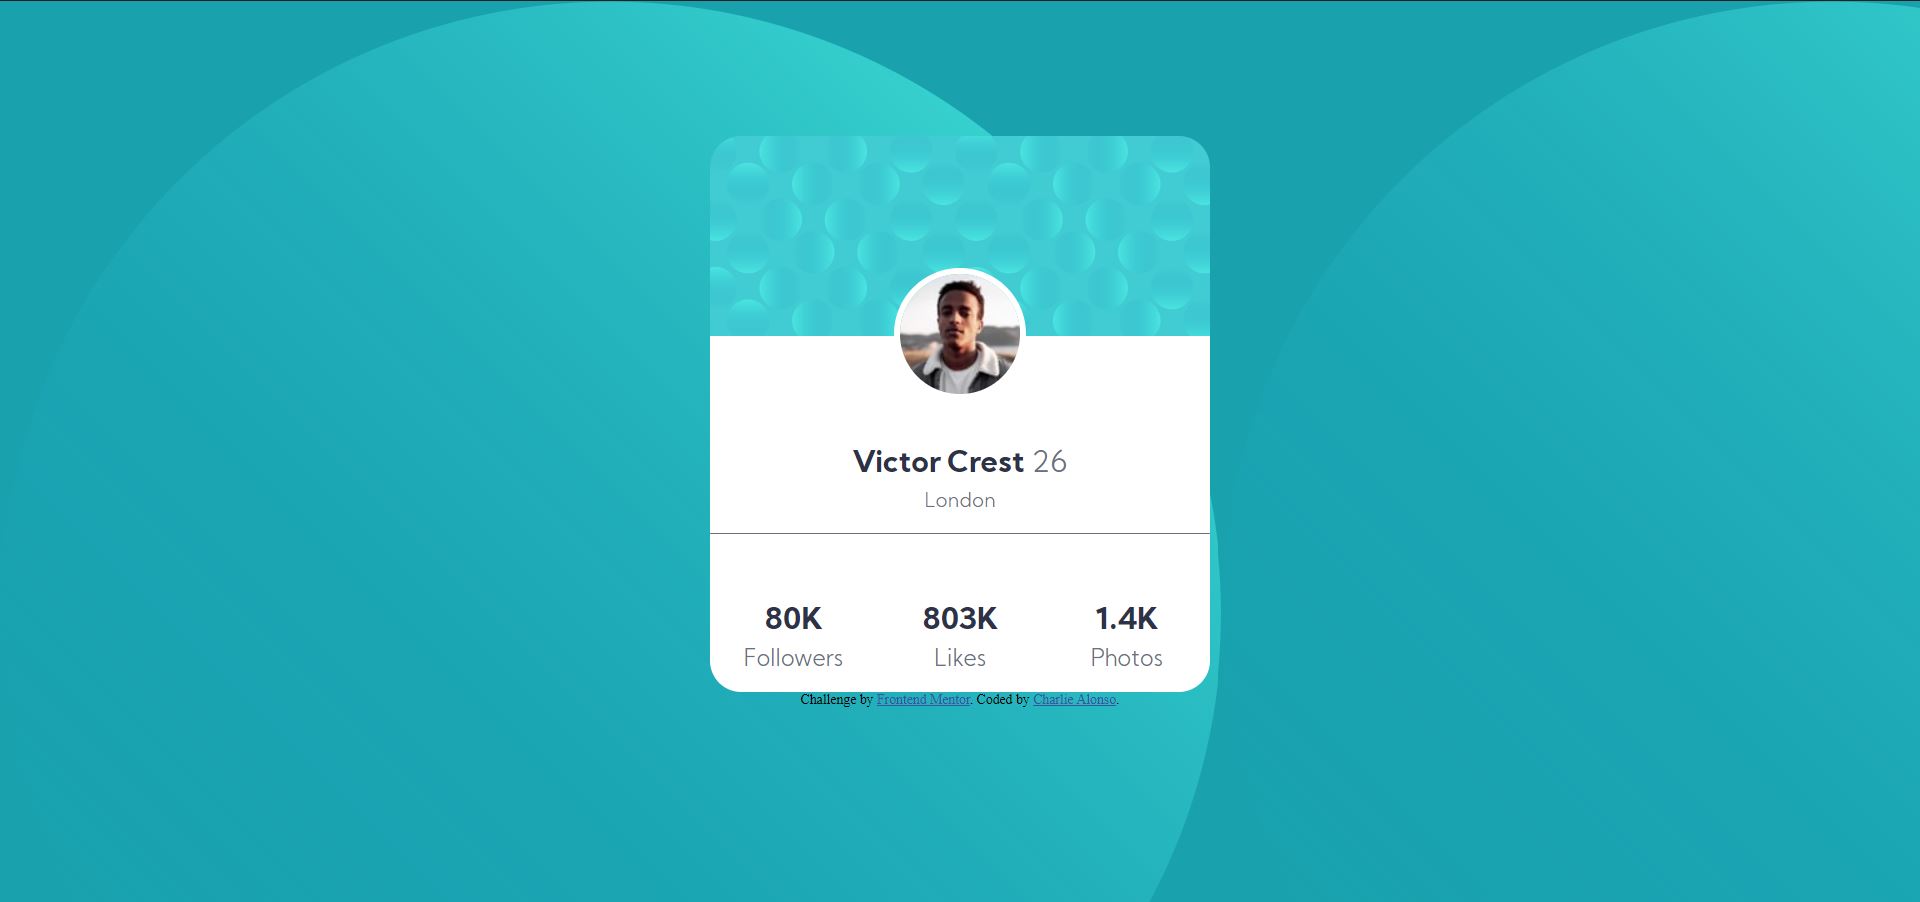 Victor Crest 26
London
80K 803K 1.4K
Followers Likes Photos
Challenge by Frontend Mentor. Coded by Charlie Alonso.